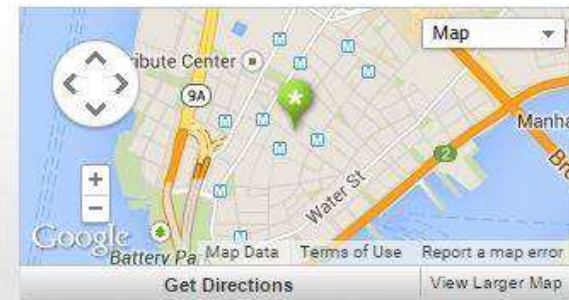 Map
ribute Center
9A
Manha
2
Bro
Water St
+
−
Google
Battery Pa
Map Data
Terms of Use
Report a map error
Get Directions
View Larger Map
M
M
M
M
M
M
M
M
M
M